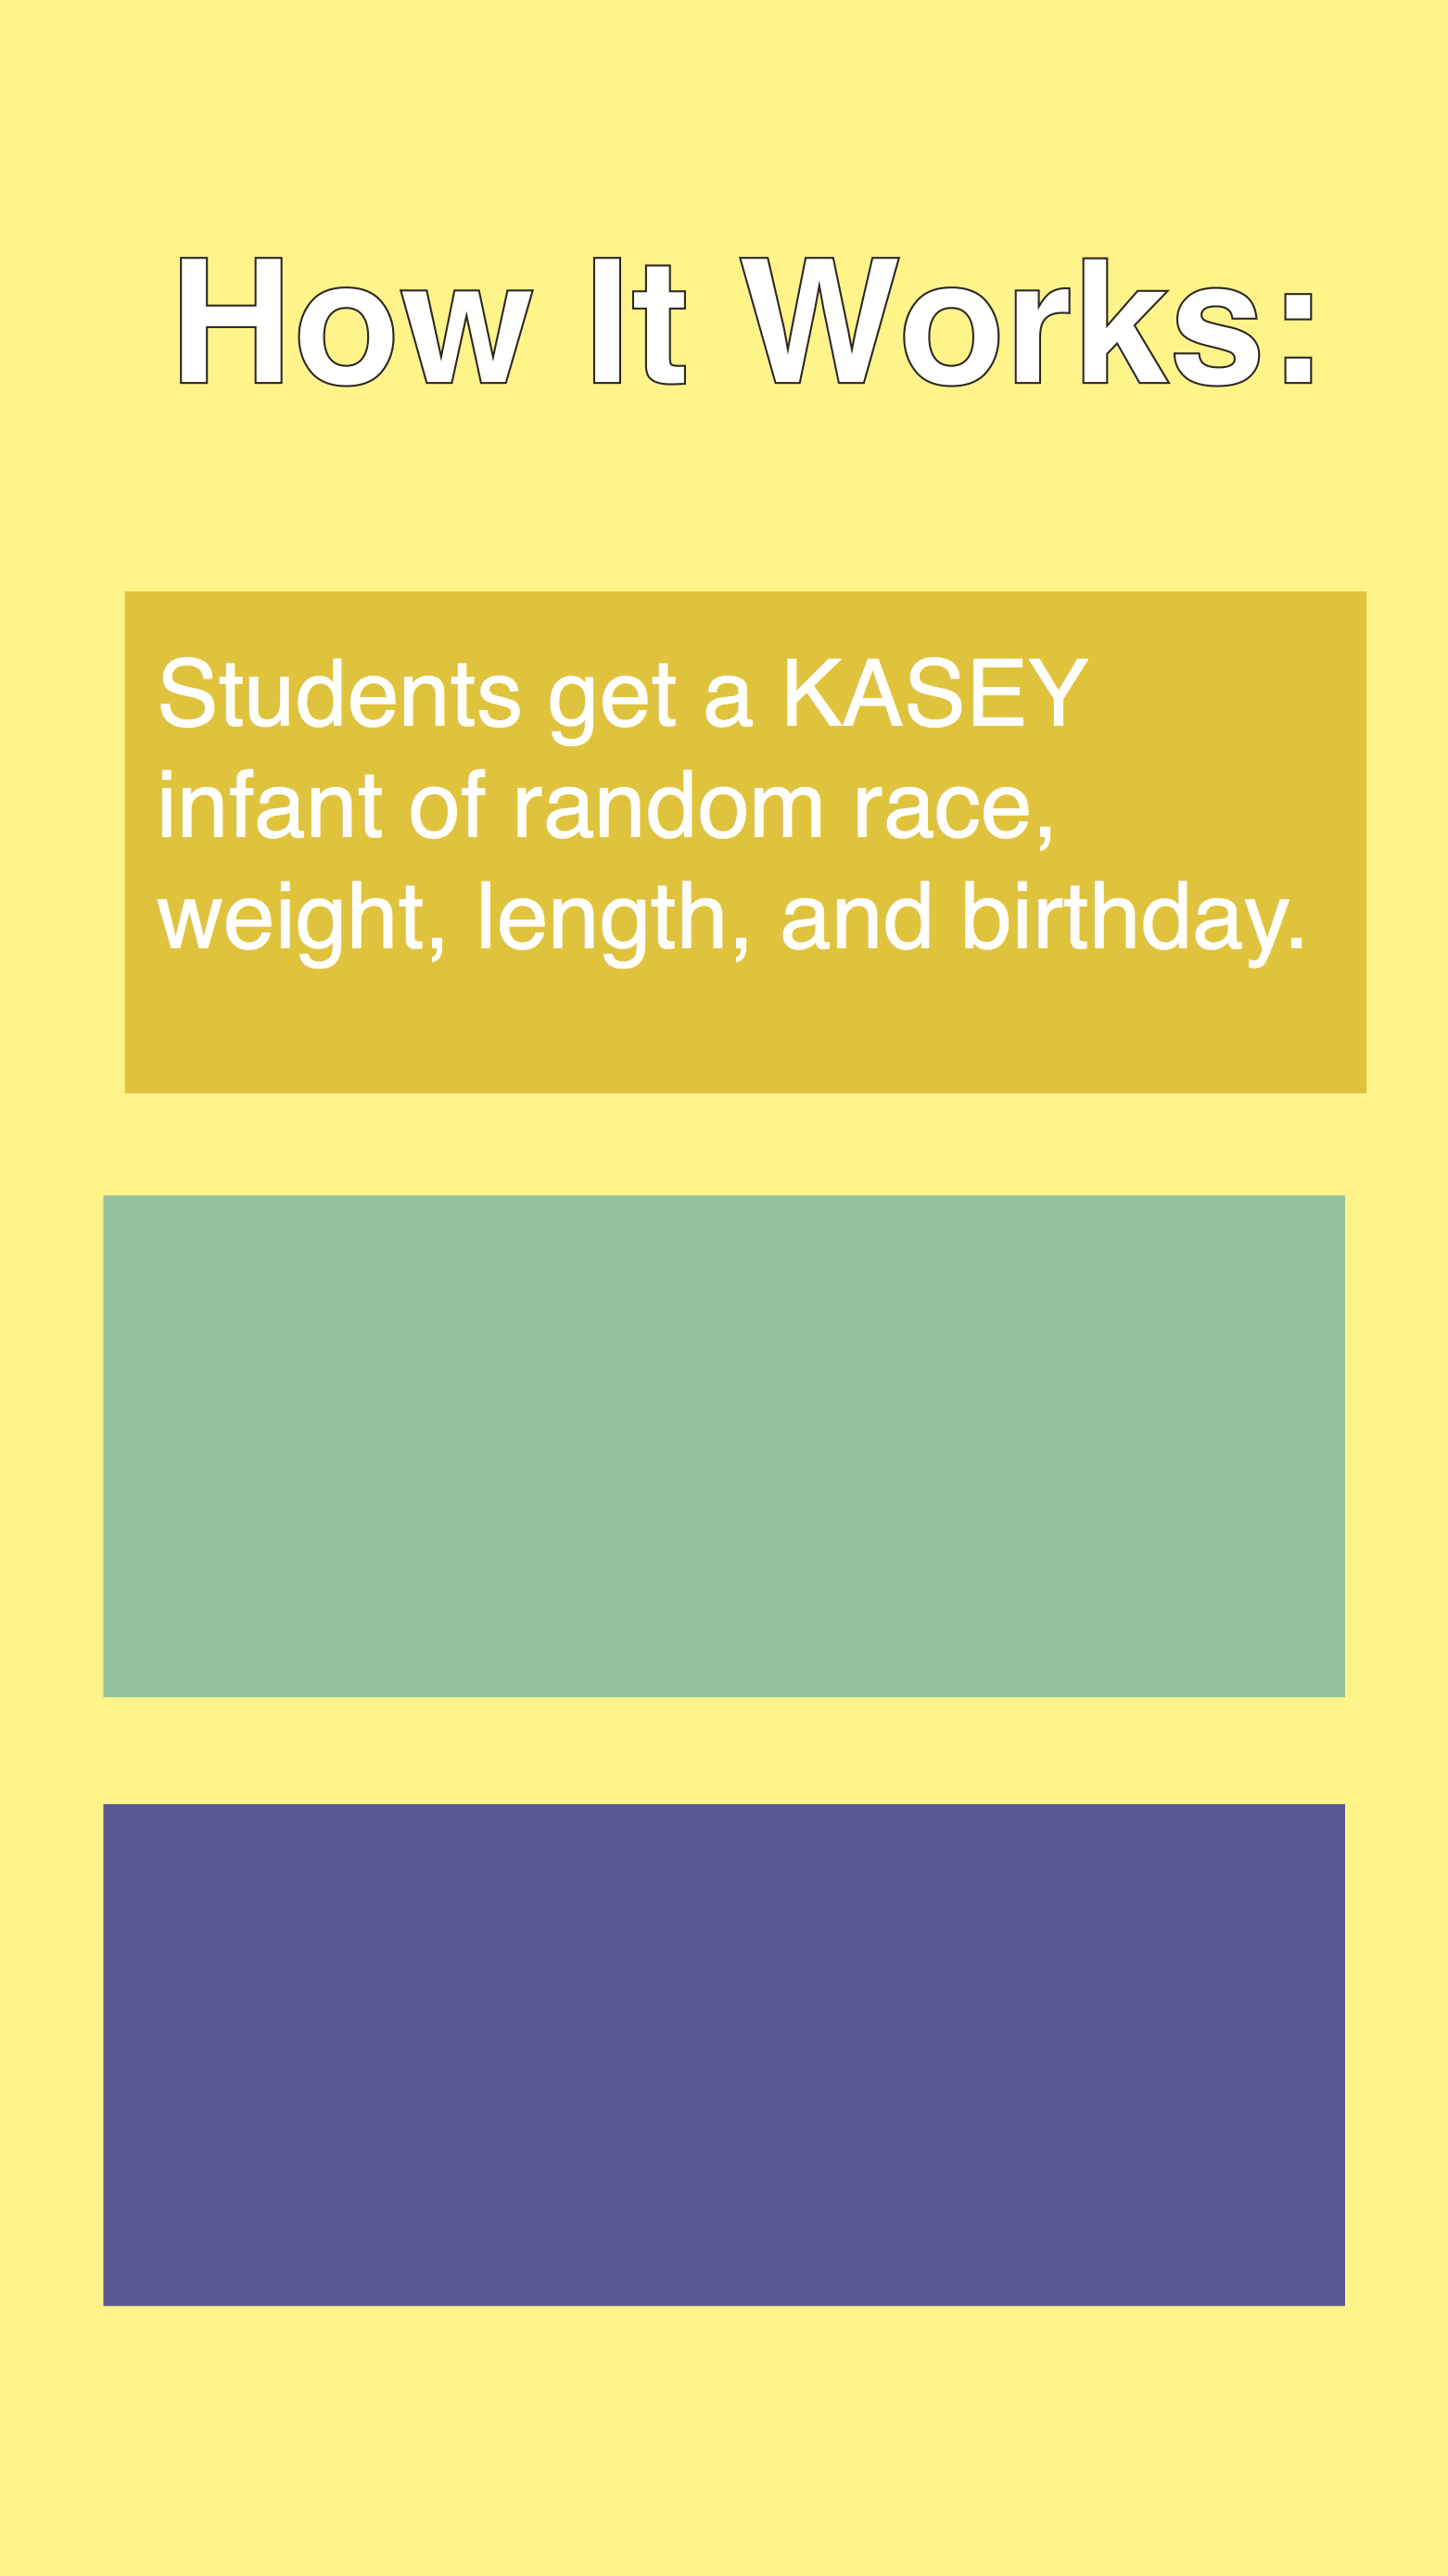 How It Works:
Students get a KASEY
infant of random race,
weight, length, and birthday.